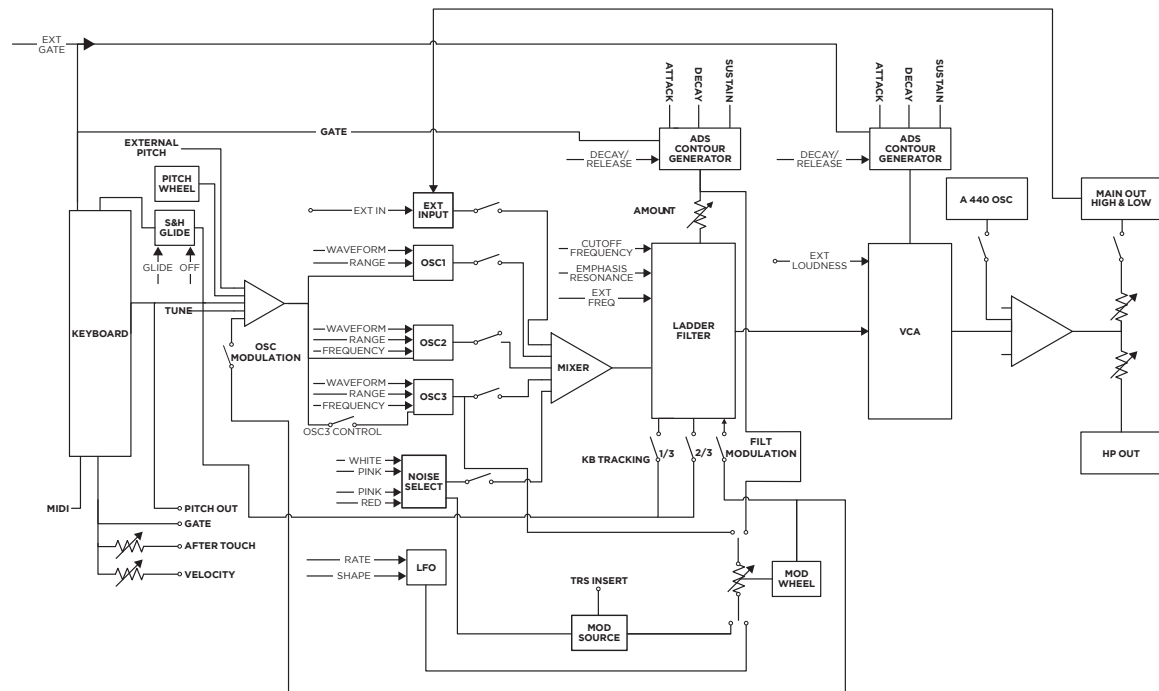 EXT
GATE
ATTACK
DECAY
SUSTAIN
ATTACK
DECAY
SUSTAIN
GATE
ADS
CONTOUR
GENERATOR
ADS
CONTOUR
GENERATOR
DECAY/
RELEASE
DECAY/
RELEASE
EXTERNAL
PITCH
PITCH
WHEEL
S&H
GLIDE
GLIDE
OFF
TUNE
KEYBOARD
OSC
MODULATION
EXT IN
EXT
INPUT
WAVEFORM
RANGE
OSC1
WAVEFORM
RANGE
FREQUENCY
OSC2
WAVEFORM
RANGE
FREQUENCY
OSC3
OSC3 CONTROL
WHITE
PINK
PINK
RED
NOISE
SELECT
MIXER
AMOUNT
CUTOFF
FREQUENCY
EMPHASIS
RESONANCE
EXT
FREQ
LADDER
FILTER
KB TRACKING
1/3
2/3
FILT
MODULATION
EXT
LOUDNESS
VCA
A 440 OSC
MAIN OUT
HIGH & LOW
HP OUT
MIDI
PITCH OUT
GATE
AFTER TOUCH
VELOCITY
RATE
SHAPE
LFO
TRS INSERT
MOD
SOURCE
MOD
WHEEL